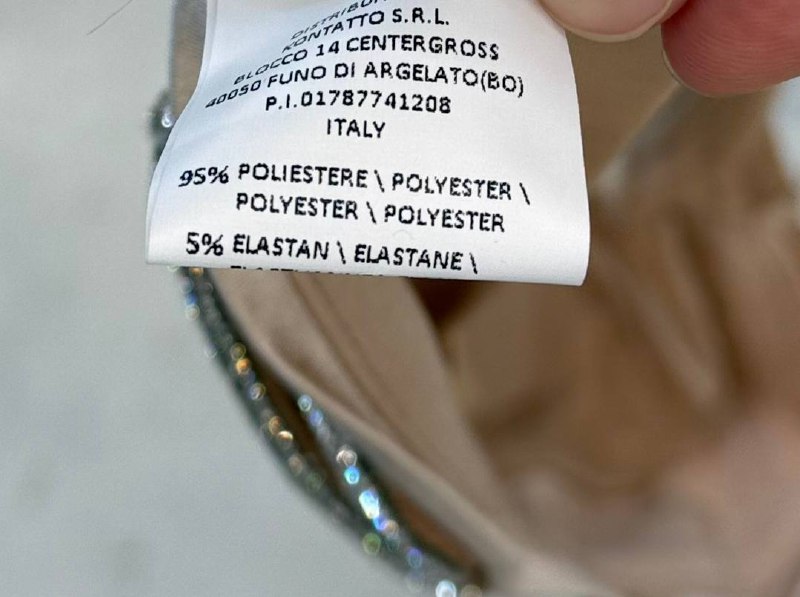 KONTATTO S.R.L.
BLOCCO 14 CENTERGROSS
40050 FUNO DI ARGELATO(BO)
P.I.01787741208
ITALY
95% POLIESTERE \ POLYESTER \
POLYESTER \ POLYESTER
5% ELASTAN \ ELASTANE \